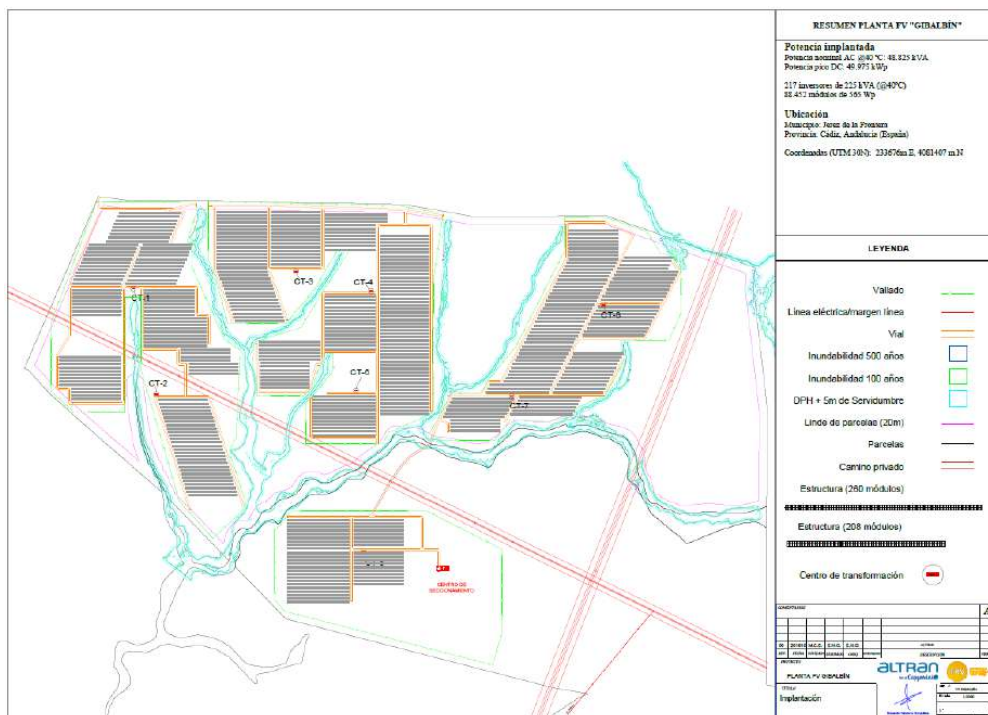 RESUMEN PLANTA FV "GIBALBÍN"
Potencia implantada
Potencia nominal AC @40 ºC: 48.825 kVA
Potencia pico DC: 49.975 kWp
217 inversores de 225 kVA (@40ºC)
88.452 módulos de 565 Wp
Ubicación
Municipio: Jerez de la Frontera
Provincia: Cádiz, Andalucía (España)
Coordenadas (UTM 30N): 233676m E, 4081407 m N
LEYENDA
Vallado
Línea eléctrica/margen línea
Vial
Inundabilidad 500 años
Inundabilidad 100 años
DPH + 5m de Servidumbre
Linde de parcelas (20m)
Parcelas
Camino privado
Estructura (260 módulos)
Estructura (208 módulos)
Centro de transformación
CT-1
CT-3
CT-4
CT-2
CT-7
CENTRO DE
SECCIONAMIENTO
ALTRAN
PLANTA FV GIBALBÍN
Implantación